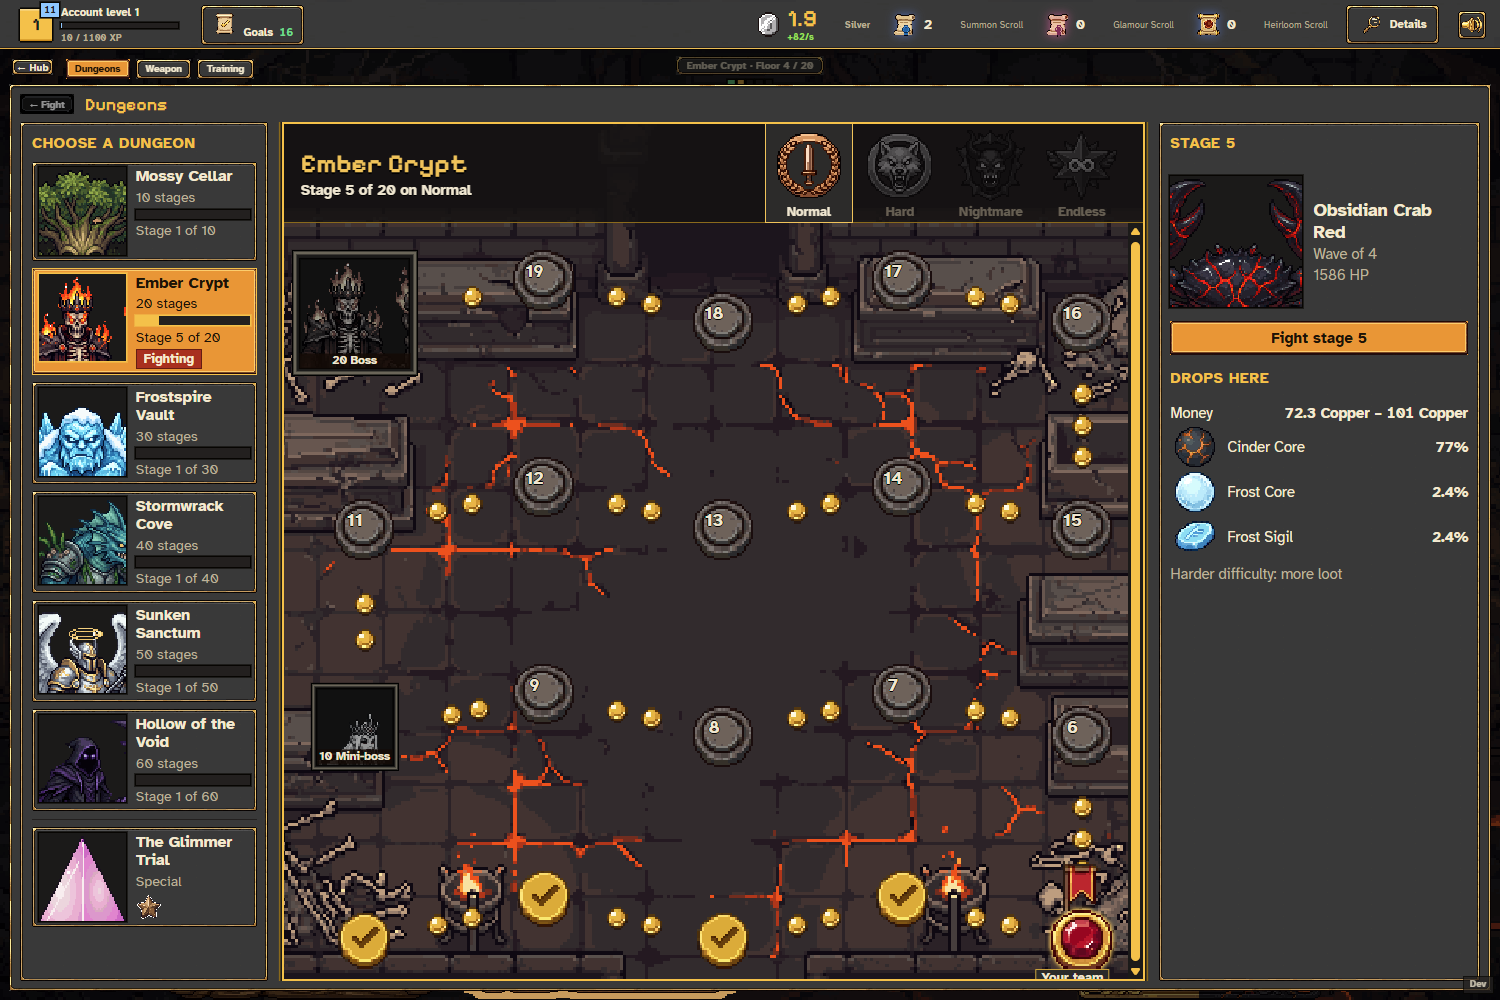 11
1
Account level 1
10 / 1100 XP
Goals 16
1.9
+82/s
Silver
2
Summon Scroll
0
Glamour Scroll
0
Heirloom Scroll
Details
← Hub
Dungeons
Weapon
Training
Ember Crypt · Floor 4 / 20
← Fight
Dungeons
CHOOSE A DUNGEON
Mossy Cellar
10 stages
Stage 1 of 10
Ember Crypt
20 stages
Stage 5 of 20
Fighting
Frostspire
Vault
30 stages
Stage 1 of 30
Stormwrack
Cove
40 stages
Stage 1 of 40
Sunken
Sanctum
50 stages
Stage 1 of 50
Hollow of the
Void
60 stages
Stage 1 of 60
The Glimmer
Trial
Special
Ember Crypt
Stage 5 of 20 on Normal
Normal
Hard
Nightmare
Endless
20 Boss
19
18
17
16
11
12
13
14
15
10 Mini-boss
9
8
7
6
Your team
STAGE 5
Obsidian Crab
Red
Wave of 4
1586 HP
Fight stage 5
DROPS HERE
Money 72.3 Copper – 101 Copper
Cinder Core 77%
Frost Core 2.4%
Frost Sigil 2.4%
Harder difficulty: more loot
Dev